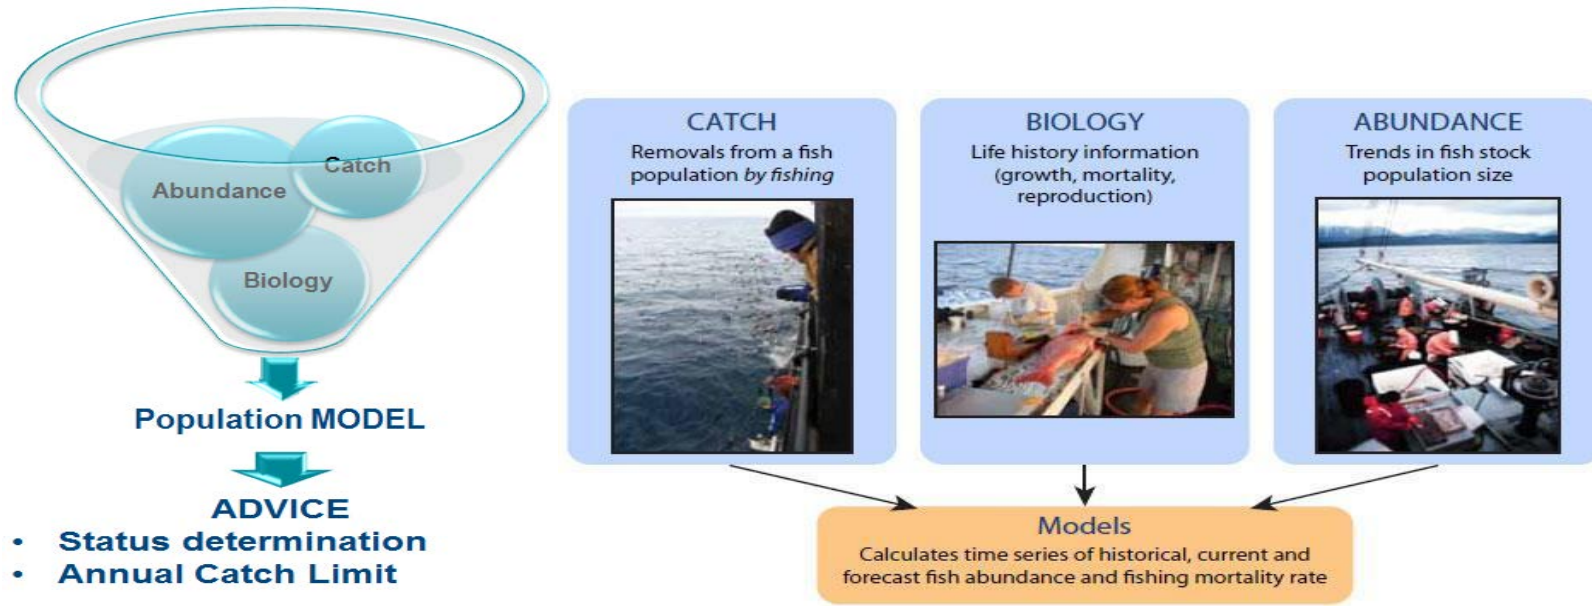 Catch
Abundance
Biology
Population MODEL
ADVICE
• Status determination
• Annual Catch Limit
CATCH
Removals from a fish
population by fishing
BIOLOGY
Life history information
(growth, mortality,
reproduction)
ABUNDANCE
Trends in fish stock
population size
Models
Calculates time series of historical, current and
forecast fish abundance and fishing mortality rate